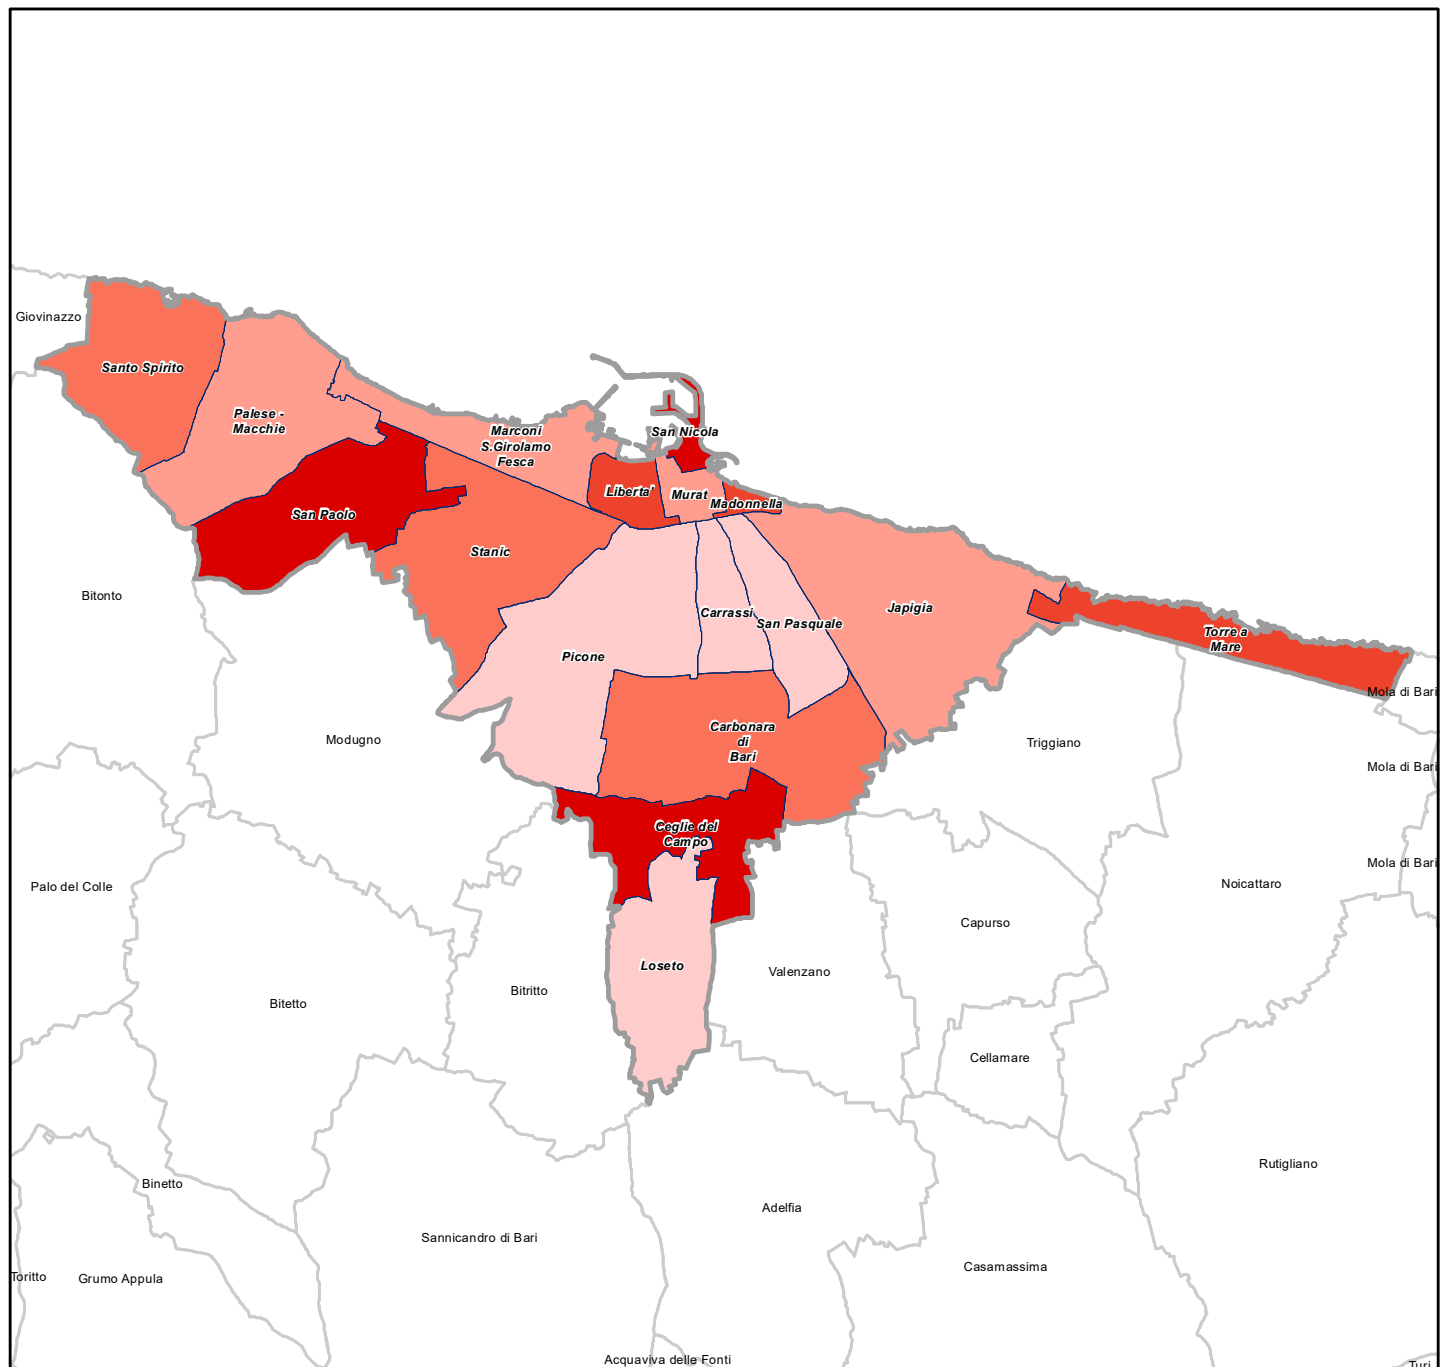 Giovinazzo
Santo Spirito
Palese -
Macchie
Marconi
S.Girolamo
Fesca
San Nicola
Liberta'
Murat
Madonnella
San Paolo
Stanic
Bitonto
Carrassi
San Pasquale
Japigia
Torre a
Mare
Picone
Mola di Bari
Carbonara
di
Bari
Modugno
Triggiano
Mola di Bari
Ceglie del
Campo
Mola di Bari
Palo del Colle
Noicattaro
Capurso
Loseto
Valenzano
Bitritto
Bitetto
Cellamare
Rutigliano
Binetto
Adelfia
Sannicandro di Bari
Casamassima
Toritto
Grumo Appula
Acquaviva delle Fonti
Turi